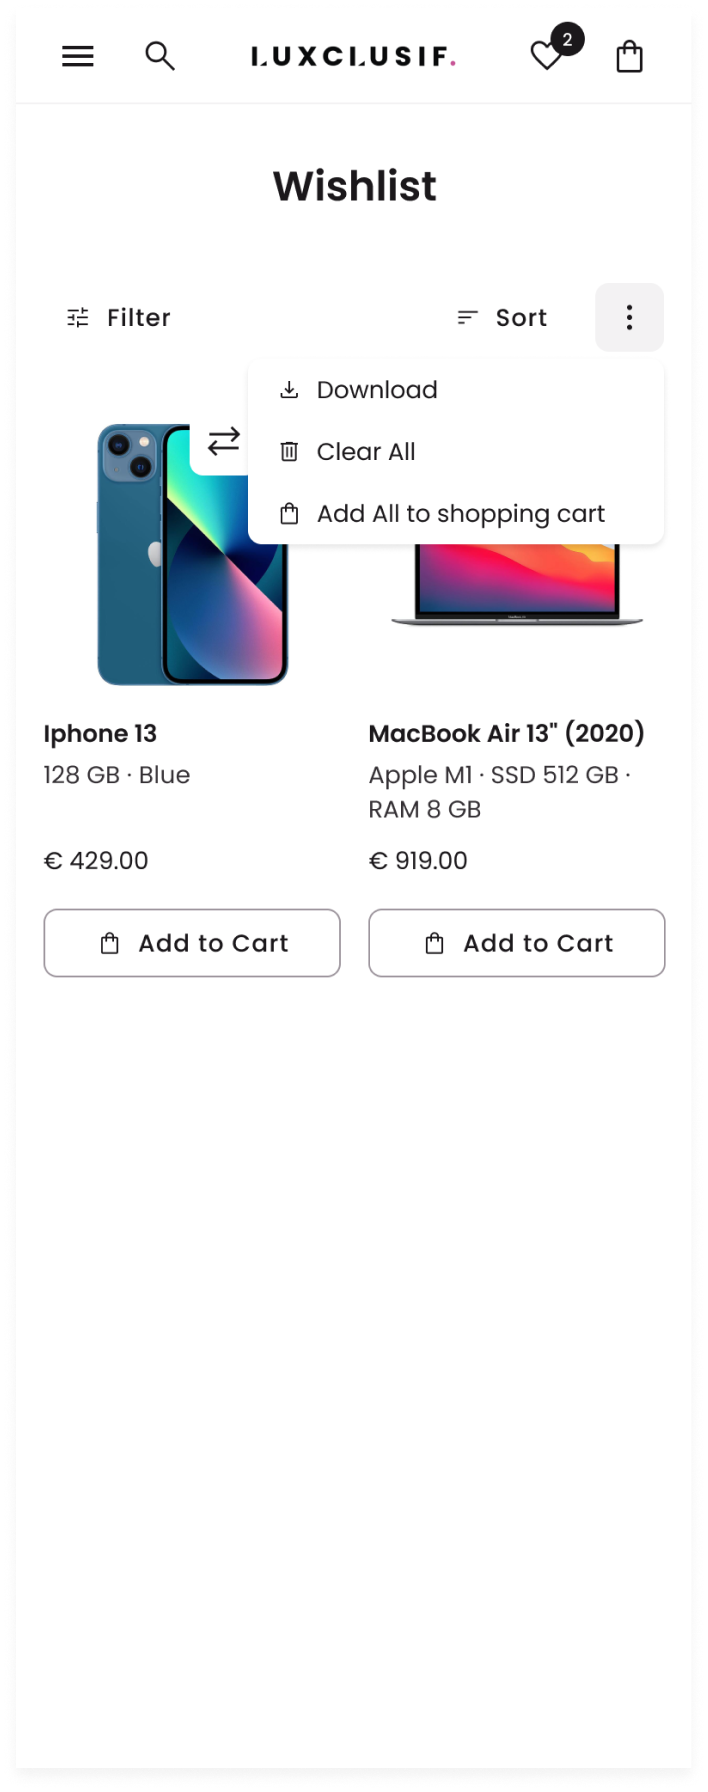 LUXCLUSIF.
2
Wishlist
Filter
Sort
Download
Clear All
Add All to shopping cart
Iphone 13
128 GB · Blue
€ 429.00
Add to Cart
MacBook Air 13" (2020)
Apple M1 · SSD 512 GB ·
RAM 8 GB
€ 919.00
Add to Cart